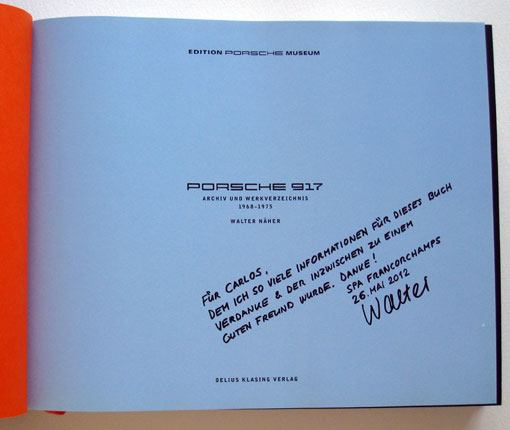 EDITION PORSCHE MUSEUM
PORSCHE 917
ARCHIV UND WERKVERZEICHNIS
1968–1975
WALTER NÄHER
FÜR CARLOS,
DEM ICH SO VIELE INFORMATIONEN FÜR DIESES BUCH
VERDANKE & DER INZWISCHEN ZU EINEM
GUTEN FREUND WURDE. DANKE!
SPA FRANCORCHAMPS
26. MAI 2012
Walter
DELIUS KLASING VERLAG